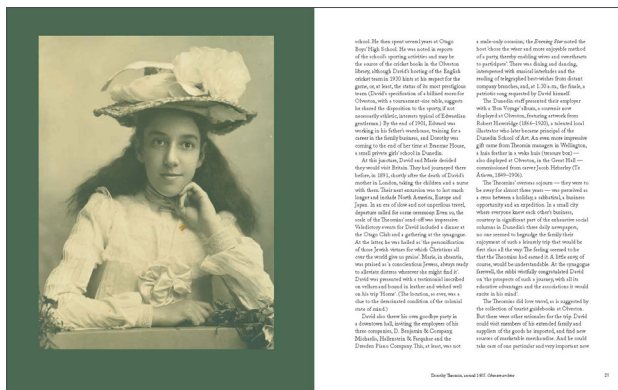 school. He then spent several years at Otago
Boys' High School. He was noted in reports
of the school's sporting activities and may be
the source of the cricket books in the Olveston
library, although David's hosting of the English
cricket team in 1930 hints at his respect for the
game, or, at least, the status of its most prestigious
team. (David's specification of a billiard room for
Olveston, with a tournament-size table, suggests
he shared the disposition to the sporty, if not
necessarily athletic, interests typical of Edwardian
gentlemen.) By the end of 1901, Edward was
working in his father's warehouse, training for a
career in the family business, and Dorothy was
coming to the end of her time at Braemar House,
a small private girls' school in Dunedin.
At this juncture, David and Marie decided
they would visit Britain. They had journeyed there
before, in 1891, shortly after the death of David's
mother in London, taking the children and a nurse
with them. Their next excursion was to last much
longer and include North America, Europe and
Japan. In an era of slow and not unperilous travel,
departure called for some ceremony. Even so, the
scale of the Theomins' send-off was impressive.
Valedictory events for David included a dinner at
the Otago Club and a gathering at the synagogue.
At the latter, he was hailed as 'the personification
of those Jewish virtues for which Christians all
over the world give us praise'. Marie, in absentia,
was praised as 'a conscientious Jewess, always ready
to alleviate distress wherever she might find it'.
David was presented with a testimonial inscribed
on vellum and bound in leather and wished well
on his trip 'Home'. (The location, as ever, was a
clue to the decimated condition of the colonial
state of mind.)
David also threw his own goodbye party in
a downtown hall, inviting the employees of his
three companies, D. Benjamin & Company,
Michaelis, Hallenstein & Farquhar and the
Dresden Piano Company. This, at least, was not
a male-only occasion; the Evening Star noted the
host 'chose the wiser and more enjoyable method
of a party, thereby enabling wives and sweethearts
to participate'. There was dining and dancing,
interspersed with musical interludes and the
reading of telegraphed best-wishes from distant
company branches, and, at 1.30 a.m., the finale, a
patriotic song requested by David himself.
The Dunedin staff presented their employer
with a 'Bon Voyage' album, a souvenir now
displayed at Olveston, featuring artwork from
Robert Hawcridge (1866–1920), a talented local
illustrator who later became principal of the
Dunedin School of Art. An even more impressive
gift came from Theomin managers in Wellington,
a huia feather in a waka huia (treasure box) —
also displayed at Olveston, in the Great Hall —
commissioned from carver Jacob Heberley (Te
Ātiawa, 1849–1906).
The Theomins' overseas sojourn — they were to
be away for almost three years — was perceived as
a cross between a holiday, a sabbatical, a business
opportunity and an expedition. In a small city
where everyone knew each other's business,
courtesy in significant part of the exhaustive social
columns in Dunedin's three daily newspapers,
no one seemed to begrudge the family their
enjoyment of such a leisurely trip that would be
first class all the way. The feeling seemed to be
that the Theomins had earned it. A little envy, of
course, would be understandable. At the synagogue
farewell, the rabbi wistfully congratulated David
on 'the prospects of such a journey, with all its
educative advantages and the associations it would
excite in his mind'.
The Theomins did love travel, as is suggested by
the collection of tourist guidebooks at Olveston.
But there were other rationales for the trip. David
could visit members of his extended family and
suppliers of the goods he imported, and find new
sources of marketable merchandise. And he could
take care of one particular and very important new
Dorothy Theomin, around 1907. Olveston archive
21